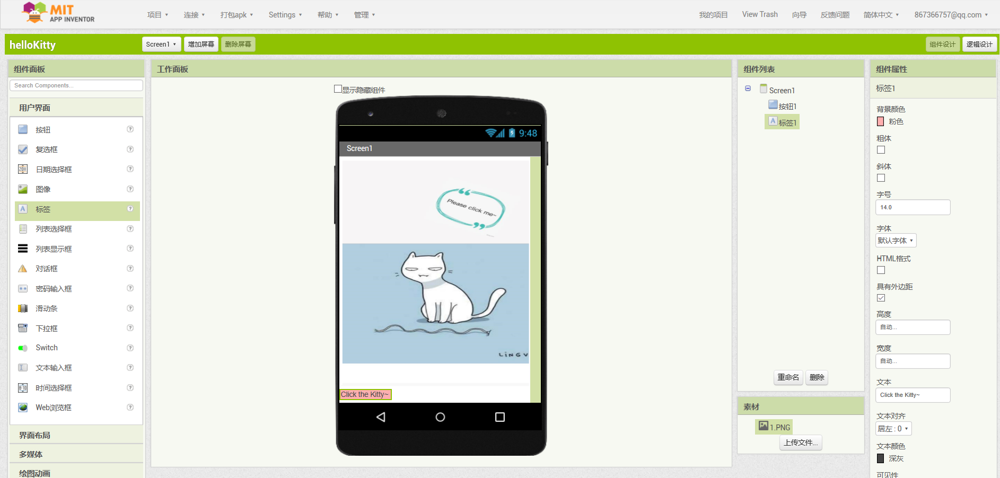 MIT
APP INVENTOR
项目
连接
打包apk
Settings
帮助
管理
我的项目
View Trash
向导
反馈问题
简体中文
867366757@qq.com
helloKitty
Screen1
增加屏幕
删除屏幕
组件设计
逻辑设计
组件面板
Search Components...
用户界面
按钮
复选框
日期选择框
图像
标签
列表选择框
列表显示框
对话框
密码输入框
滑动条
下拉框
Switch
文本输入框
时间选择框
Web浏览框
界面布局
多媒体
绘图动画
工作面板
显示隐藏组件
9:48
Screen1
Please click me~
LINGV
Click the Kitty~
组件列表
Screen1
按钮1
标签1
重命名
删除
素材
1.PNG
上传文件...
组件属性
标签1
背景颜色
粉色
粗体
斜体
字号
14.0
字体
默认字体
HTML格式
具有外边距
高度
自动...
宽度
自动...
文本
Click the Kitty~
文本对齐
居左 : 0
文本颜色
深灰
可见性